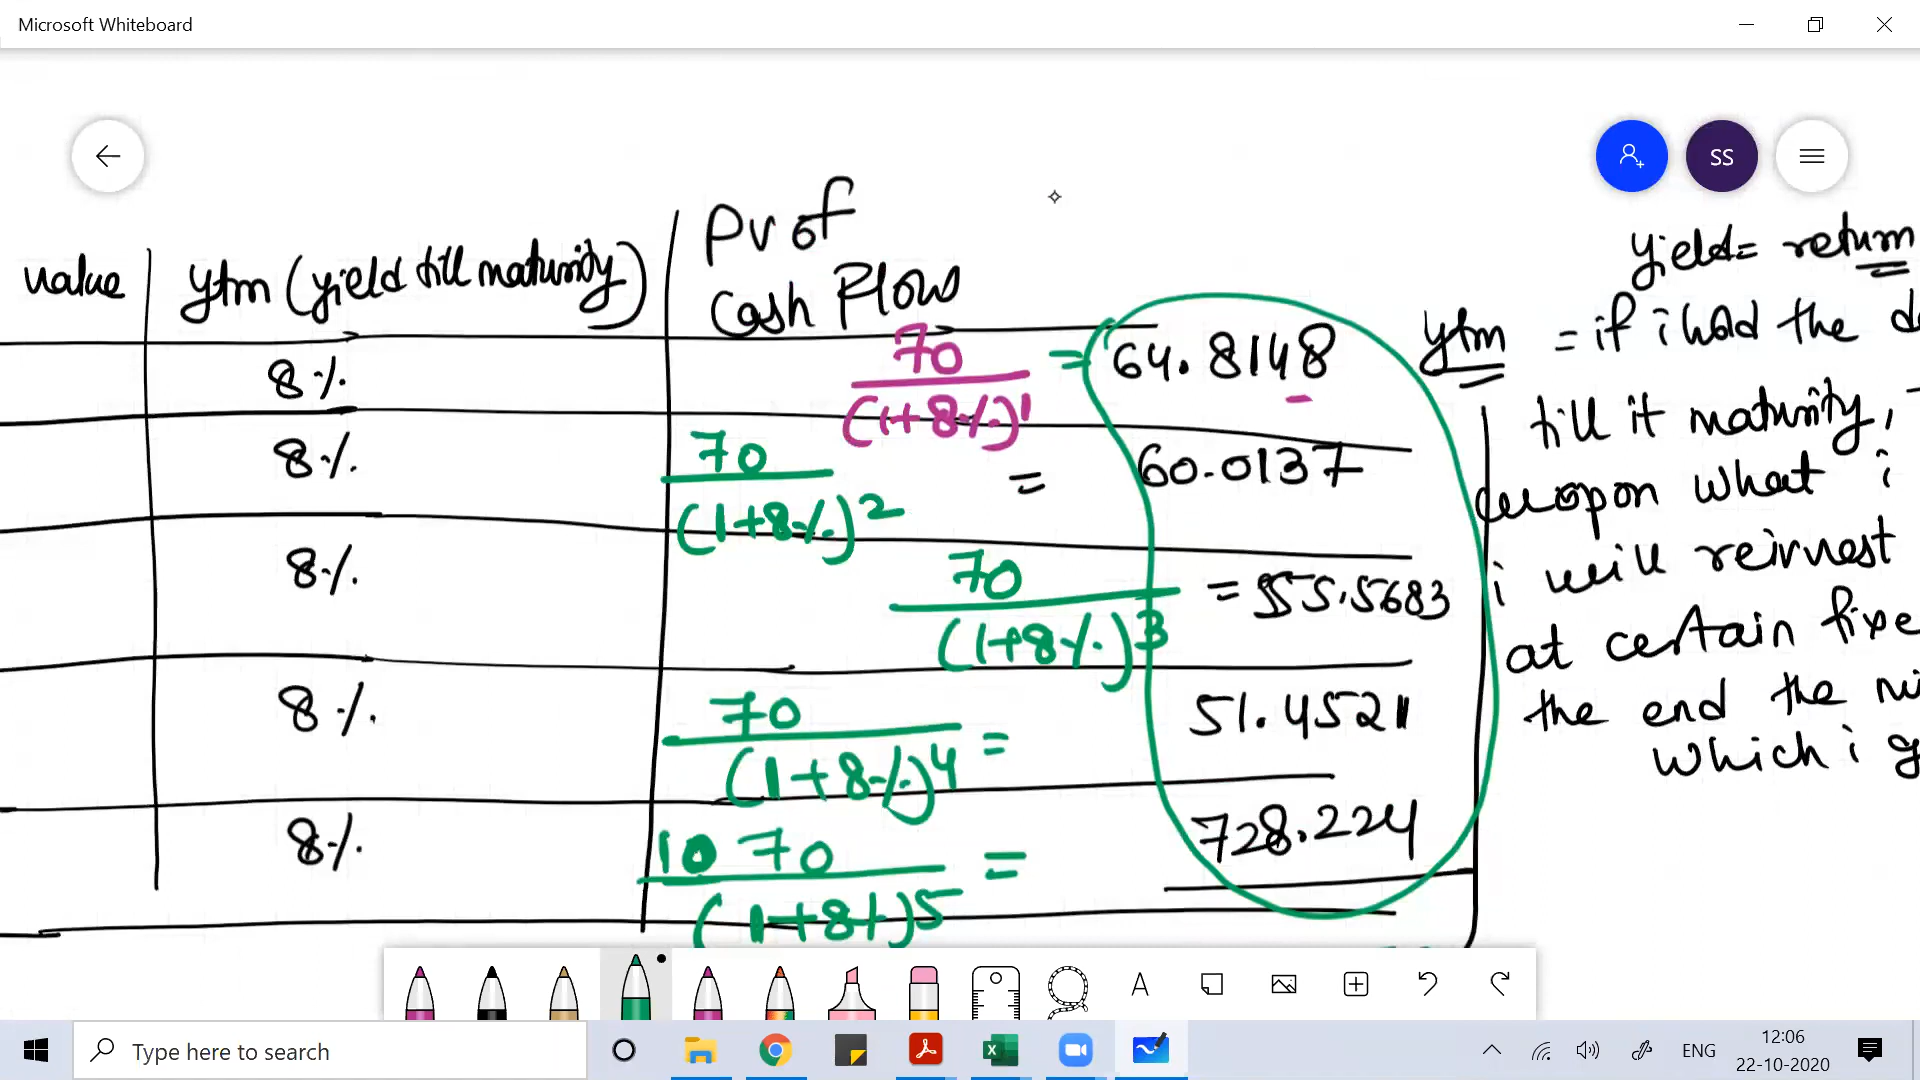 Microsoft Whiteboard
SS
value
ytm (yield till maturity)
Pv of
Cash Flow
8%
70
(1+8%)1
= 64.8148
8%
70
(1+8%)2
= 60.0137
8%
70
(1+8%)3
= 55.5683
8%
70
(1+8%)4
=
51.4521
8%
1070
(1+8%)5
=
728.224
yield = return
ytm = if i hold the
till it maturity,
upon what i
i will reinvest
at certain fixe
the end the
which i g
A
Type here to search
ENG
12:06
22-10-2020